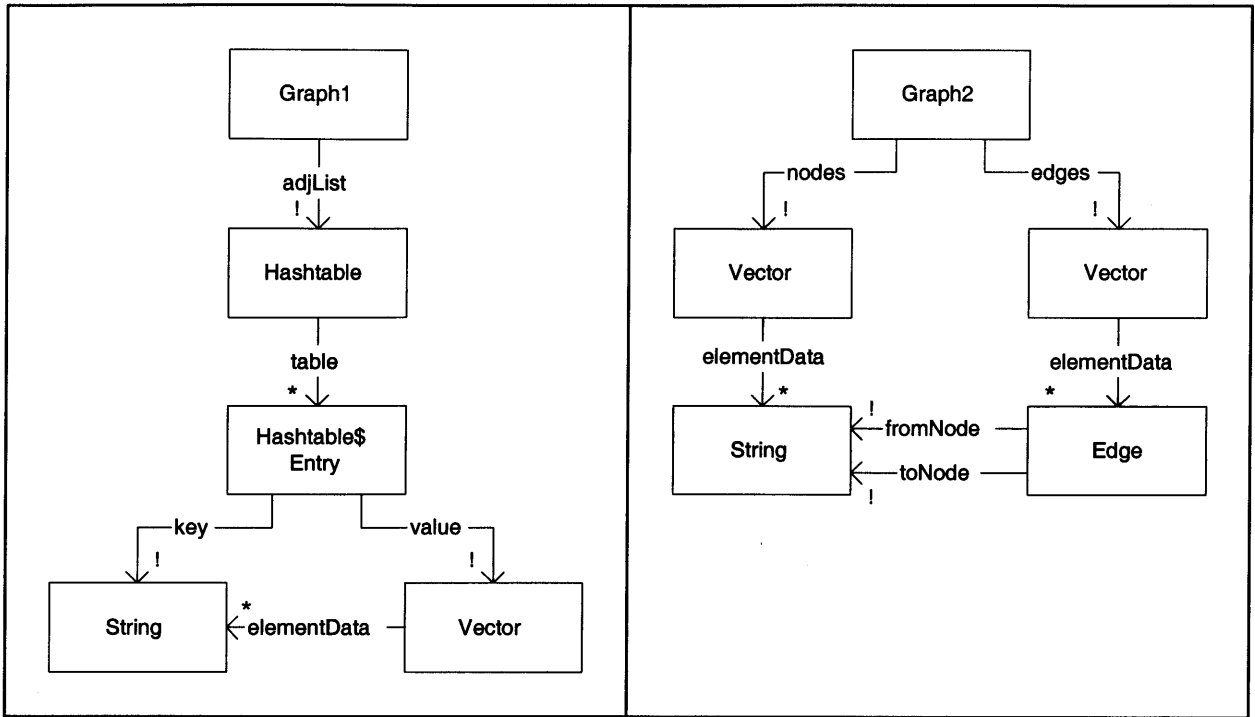 Graph1
adjList
!
Hashtable
table
*
Hashtable$
Entry
key
value
!
!
String
*
elementData
Vector
Graph2
nodes
edges
!
!
Vector
Vector
elementData
elementData
*
*
String
!
fromNode
toNode
!
Edge